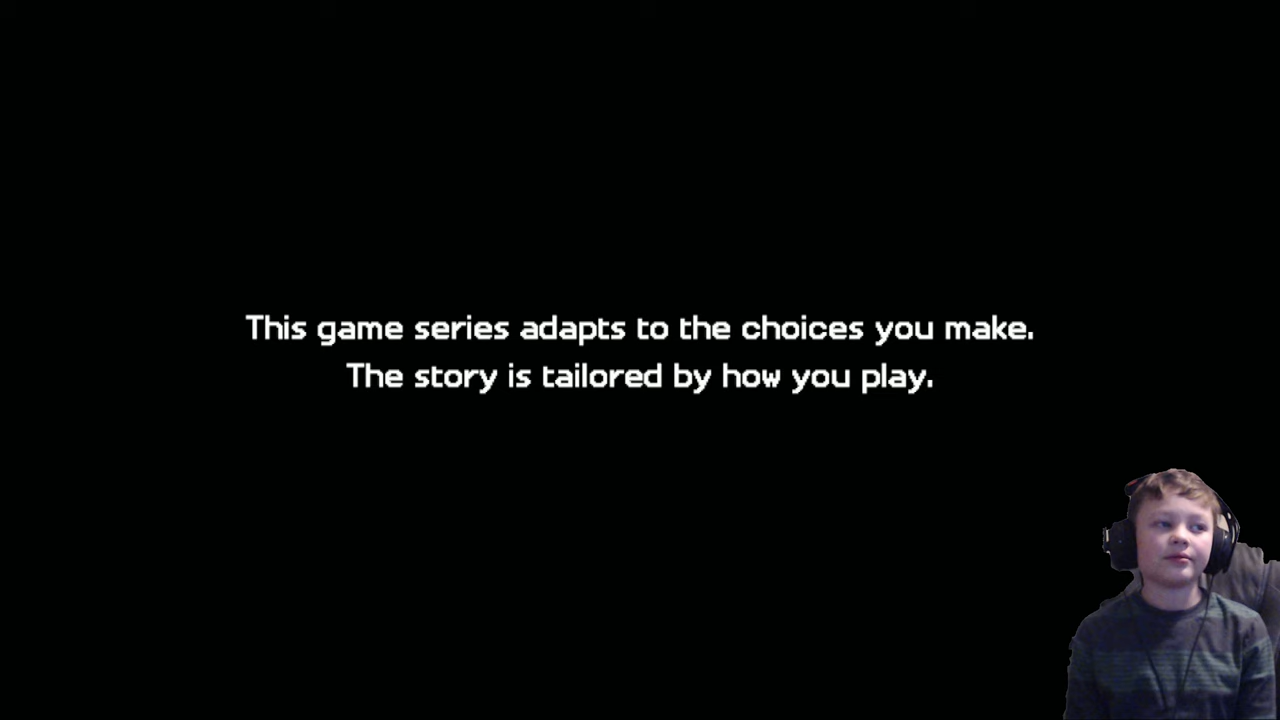 This game series adapts to the choices you make.
The story is tailored by how you play.